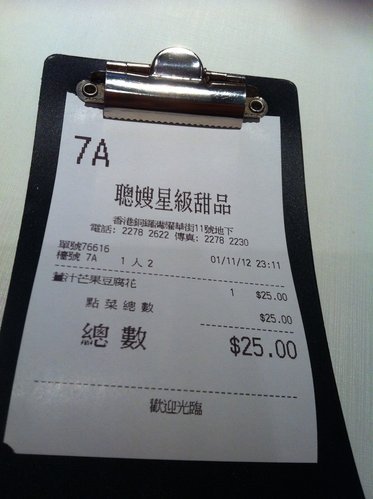 7A
聰嫂星級甜品
香港銅鑼灣耀華街11號地下
電話: 2278 2622 傳真: 2278 2230
單號76616
檯號 7A 1 人 2 01/11/12 23:11
汁芒果豆腐花 1 $25.00
點菜總數 $25.00
總數 $25.00
歡迎光臨